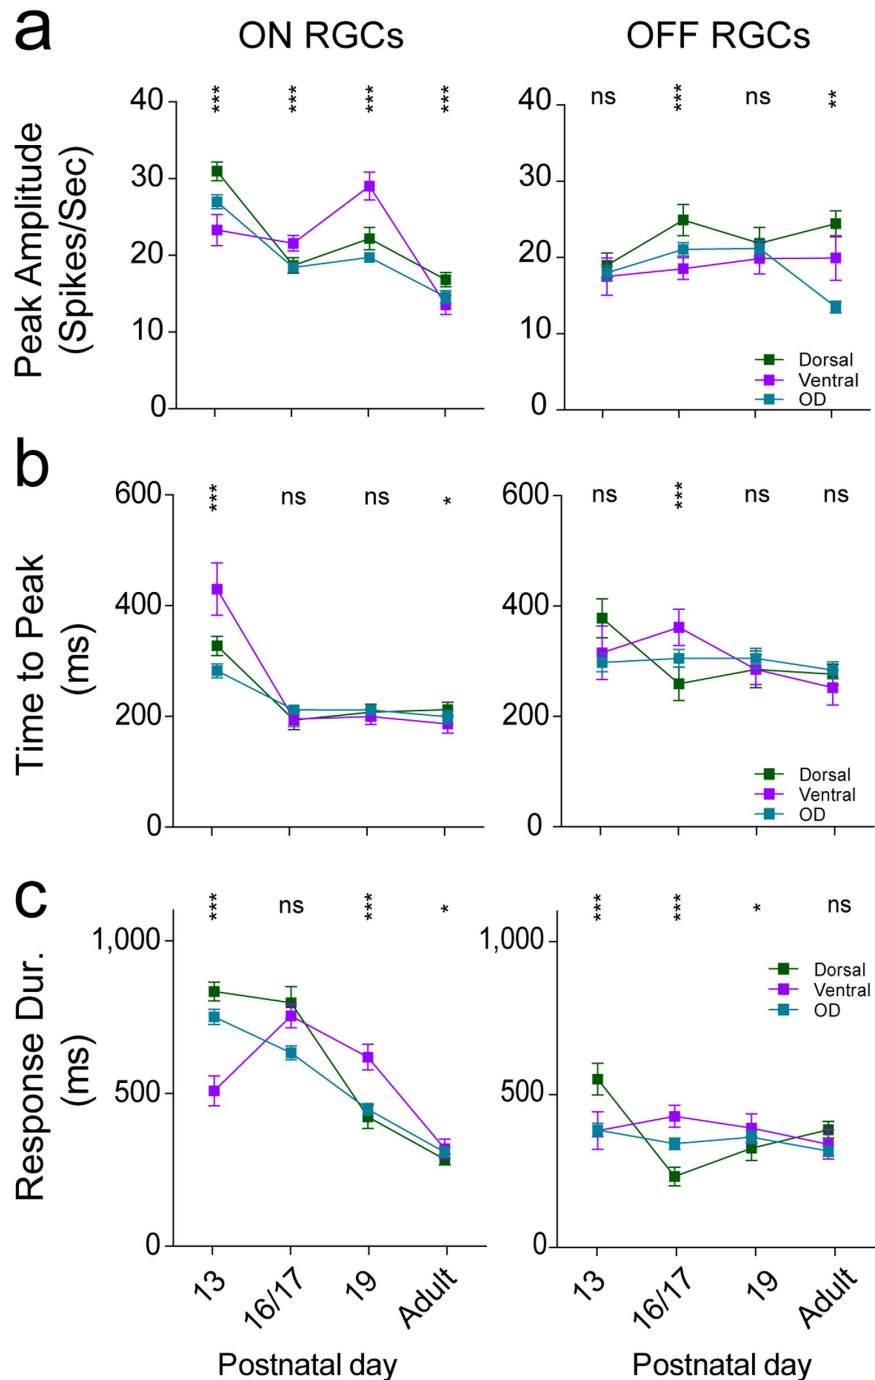 a
ON RGCs
OFF RGCs
Peak Amplitude
(Spikes/Sec)
40
30
20
10
0
*** *** *** ***
40
30
20
10
0
ns *** ns **
Dorsal
Ventral
OD
b
Time to Peak
(ms)
600
400
200
0
*** ns ns *
600
400
200
0
ns *** ns ns
Dorsal
Ventral
OD
c
Response Dur.
(ms)
1,000
500
0
*** ns *** *
1,000
500
0
*** *** * ns
Dorsal
Ventral
OD
13 16/17 19 Adult
13 16/17 19 Adult
Postnatal day
Postnatal day